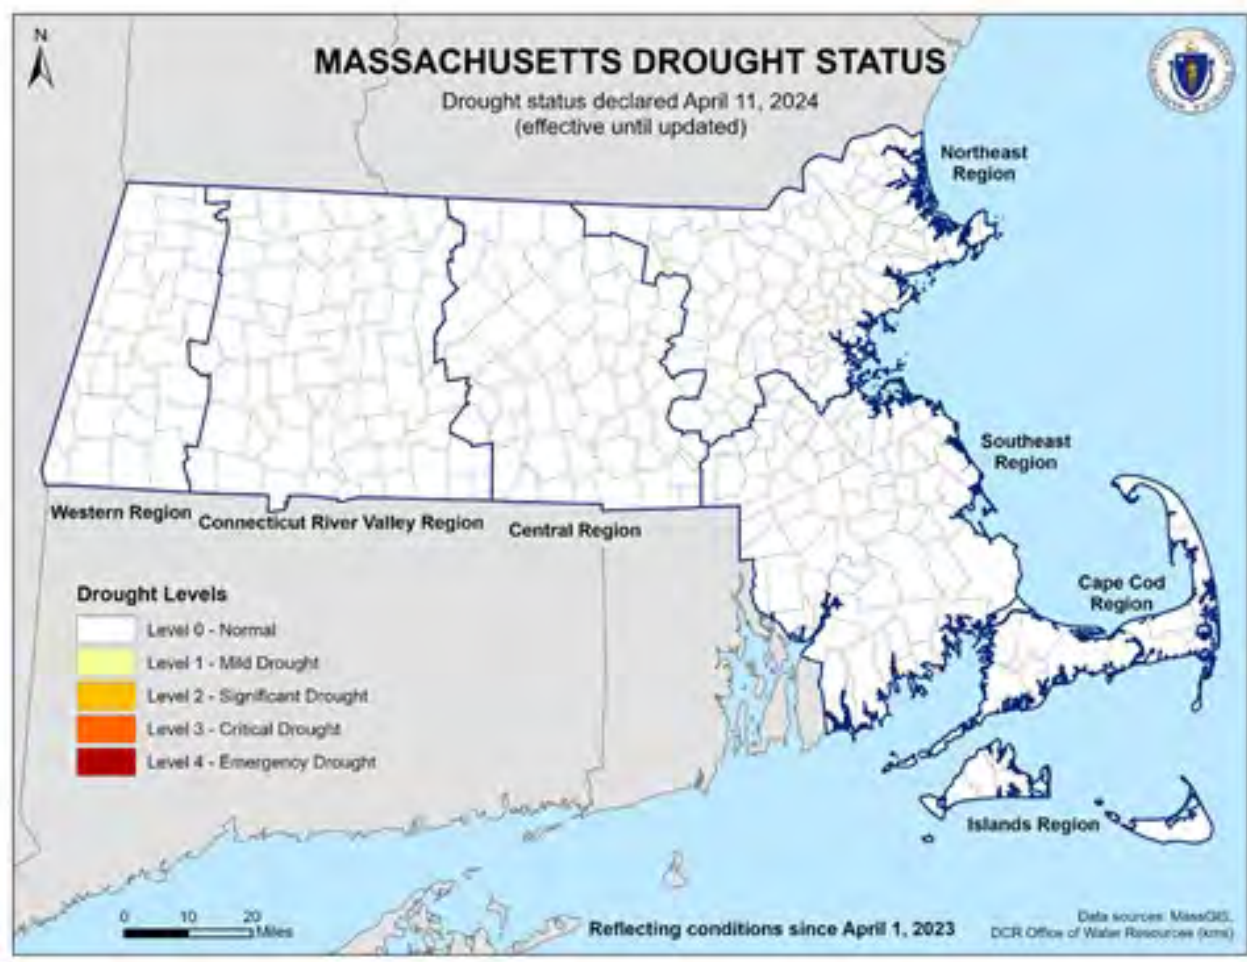 N
MASSACHUSETTS DROUGHT STATUS
Drought status declared April 11, 2024
(effective until updated)
Northeast
Region
Southeast
Region
Western Region
Connecticut River Valley Region
Central Region
Cape Cod
Region
Drought Levels
Level 0 - Normal
Level 1 - Mild Drought
Level 2 - Significant Drought
Level 3 - Critical Drought
Level 4 - Emergency Drought
Islands Region
0 10 20
Miles
Reflecting conditions since April 1, 2023
Data sources: MassGIS,
DCR Office of Water Resources (kms)